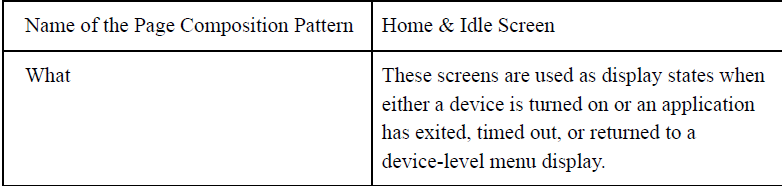 Name of the Page Composition Pattern
Home & Idle Screen
What
These screens are used as display states when
either a device is turned on or an application
has exited, timed out, or returned to a
device-level menu display.